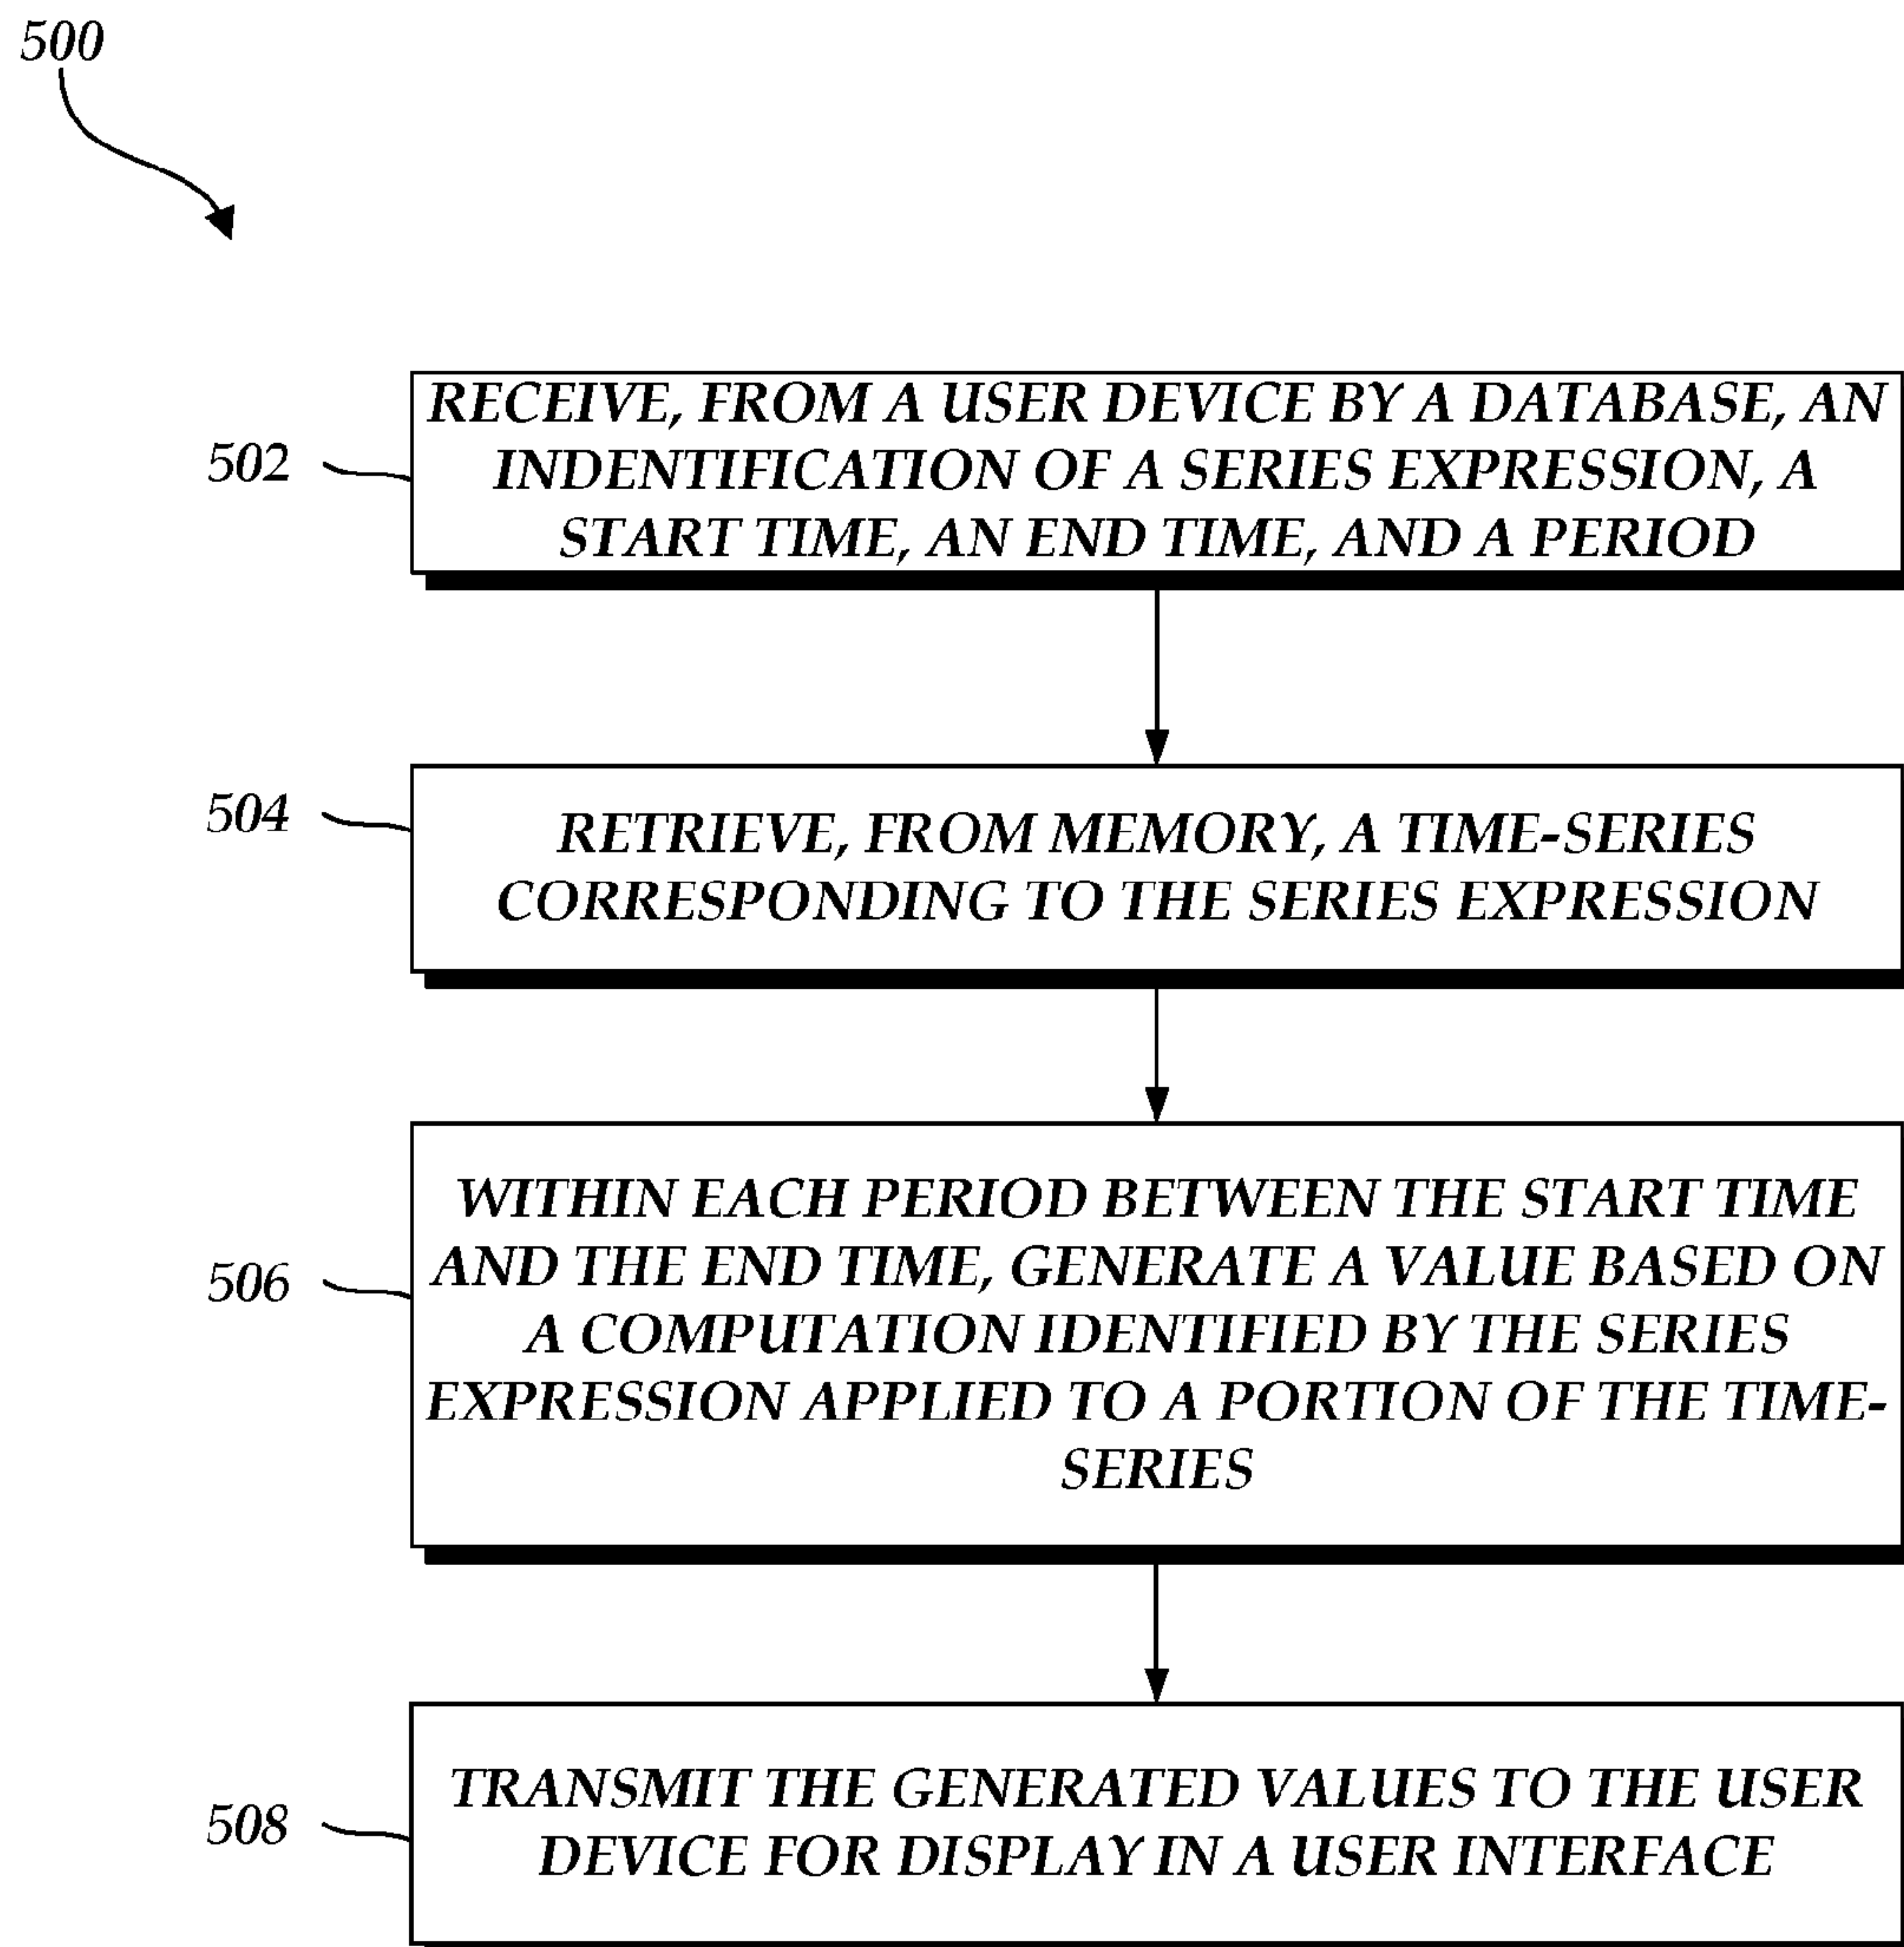 500
502
RECEIVE, FROM A USER DEVICE BY A DATABASE, AN
INDENTIFICATION OF A SERIES EXPRESSION, A
START TIME, AN END TIME, AND A PERIOD
504
RETRIEVE, FROM MEMORY, A TIME-SERIES
CORRESPONDING TO THE SERIES EXPRESSION
506
WITHIN EACH PERIOD BETWEEN THE START TIME
AND THE END TIME, GENERATE A VALUE BASED ON
A COMPUTATION IDENTIFIED BY THE SERIES
EXPRESSION APPLIED TO A PORTION OF THE TIME-
SERIES
508
TRANSMIT THE GENERATED VALUES TO THE USER
DEVICE FOR DISPLAY IN A USER INTERFACE